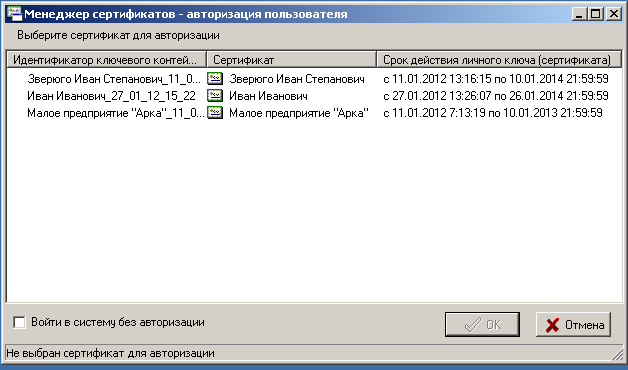 Менеджер сертификатов - авторизация пользователя
Выберите сертификат для авторизации
Идентификатор ключевого контей... Сертификат Срок действия личного ключа (сертификата)
Зверюго Иван Степанович_11_0... Зверюго Иван Степанович с 11.01.2012 13:16:15 по 10.01.2014 21:59:59
Иван Иванович_27_01_12_15_22 Иван Иванович с 27.01.2012 13:26:07 по 26.01.2014 21:59:59
Малое предприятие "Арка"_11_0... Малое предприятие "Арка" с 11.01.2012 7:13:19 по 10.01.2013 21:59:59
Войти в систему без авторизации
OK Отмена
Не выбран сертификат для авторизации